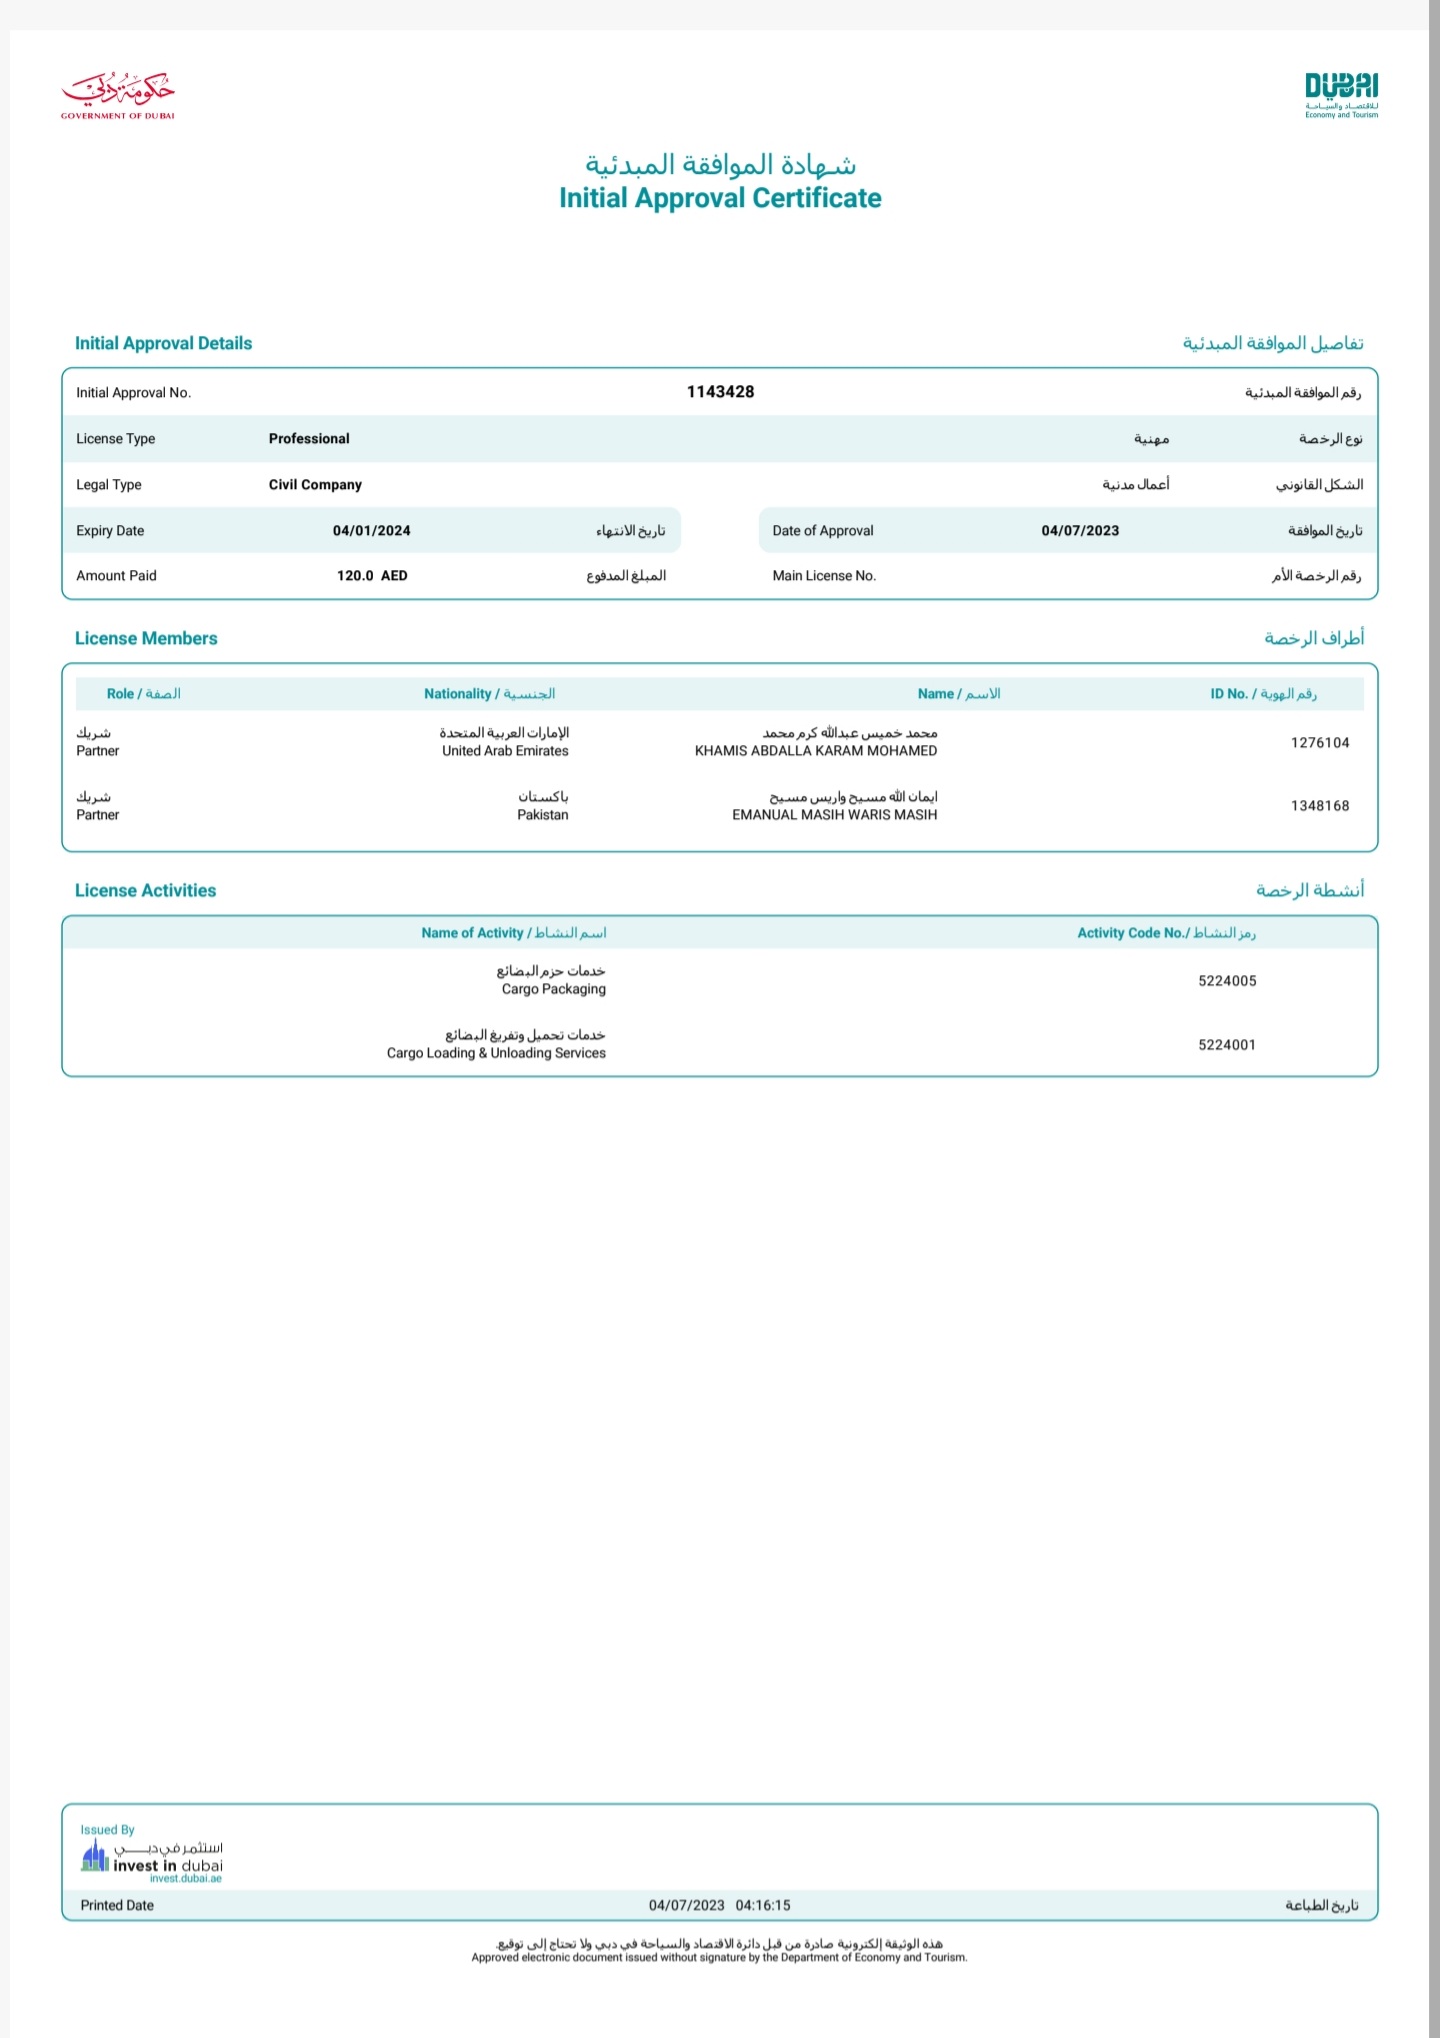 حكومة دبي
GOVERNMENT OF DUBAI
DUBAI
للاقتصاد والسياحة
Economy and Tourism
شهادة الموافقة المبدئية
Initial Approval Certificate
Initial Approval Details تفاصيل الموافقة المبدئية
Initial Approval No. 1143428 رقم الموافقة المبدئية
License Type Professional مهنية نوع الرخصة
Legal Type Civil Company أعمال مدنية الشكل القانوني
Expiry Date 04/01/2024 تاريخ الانتهاء Date of Approval 04/07/2023 تاريخ الموافقة
Amount Paid 120.0 AED المبلغ المدفوع Main License No. رقم الرخصة الأم
License Members أطراف الرخصة
Role / الصفة Nationality / الجنسية Name / الاسم ID No. / رقم الهوية
شريك الإمارات العربية المتحدة محمد خميس عبدالله كرم محمد
Partner United Arab Emirates KHAMIS ABDALLA KARAM MOHAMED 1276104
شريك باكستان ايمان الله مسيح واريس مسيح
Partner Pakistan EMANUAL MASIH WARIS MASIH 1348168
License Activities أنشطة الرخصة
Name of Activity / اسم النشاط Activity Code No./ رمز النشاط
خدمات حزم البضائع
Cargo Packaging 5224005
خدمات تحميل وتفريغ البضائع
Cargo Loading & Unloading Services 5224001
Issued By
استثمر في دبي
invest in dubai
invest.dubai.ae
Printed Date 04/07/2023 04:16:15 تاريخ الطباعة
هذه الوثيقة إلكترونية صادرة من قبل دائرة الاقتصاد والسياحة في دبي ولا تحتاج إلى توقيع.
Approved electronic document issued without signature by the Department of Economy and Tourism.